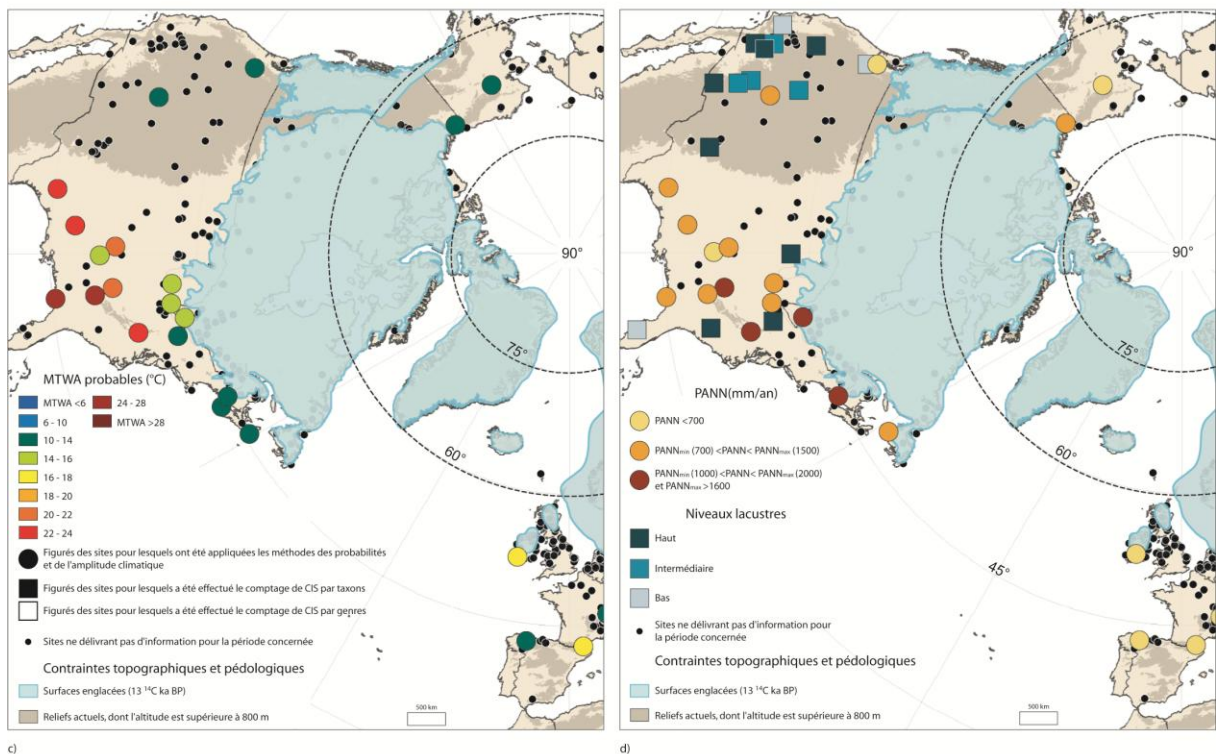 90°
75°
60°
MTWA probables (°C)
MTWA <6
24 - 28
6 - 10
MTWA >28
10 - 14
14 - 16
16 - 18
18 - 20
20 - 22
22 - 24
Figurés des sites pour lesquels ont été appliquées les méthodes des probabilités
et de l'amplitude climatique
Figurés des sites pour lesquels a été effectué le comptage de CIS par taxons
Figurés des sites pour lesquels a été effectué le comptage de CIS par genres
Sites ne délivrant pas d'information pour la période concernée
Contraintes topographiques et pédologiques
Surfaces englacées (13 ¹⁴C ka BP)
Reliefs actuels, dont l'altitude est supérieure à 800 m
500 km
c)
90°
75°
60°
45°
PANN(mm/an)
PANN <700
PANNmin (700) <PANN< PANNmax (1500)
PANNmin (1000) <PANN< PANNmax (2000)
et PANNmax >1600
Niveaux lacustres
Haut
Intermédiaire
Bas
Sites ne délivrant pas d'information pour
la période concernée
Contraintes topographiques et pédologiques
Surfaces englacées (13 ¹⁴C ka BP)
Reliefs actuels, dont l'altitude est supérieure à 800 m
500 km
d)